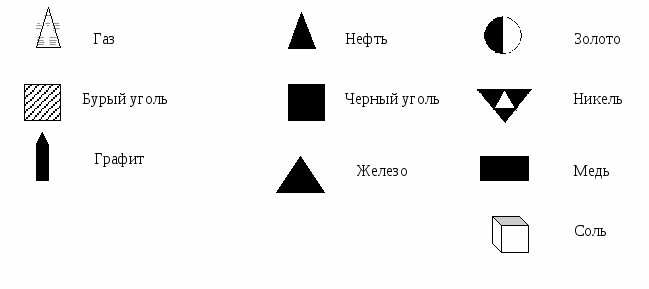 Газ Нефть Золото
Бурый уголь Черный уголь Никель
Графит Железо Медь
Соль